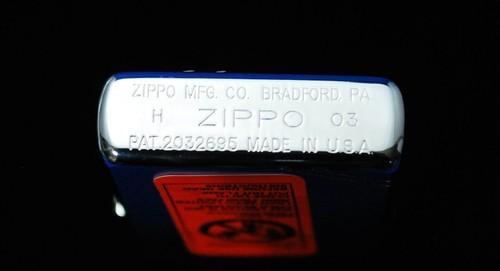 ZIPPO MFG. CO. BRADFORD, PA
H ZIPPO 03
PAT.2032695 MADE IN U.S.A.